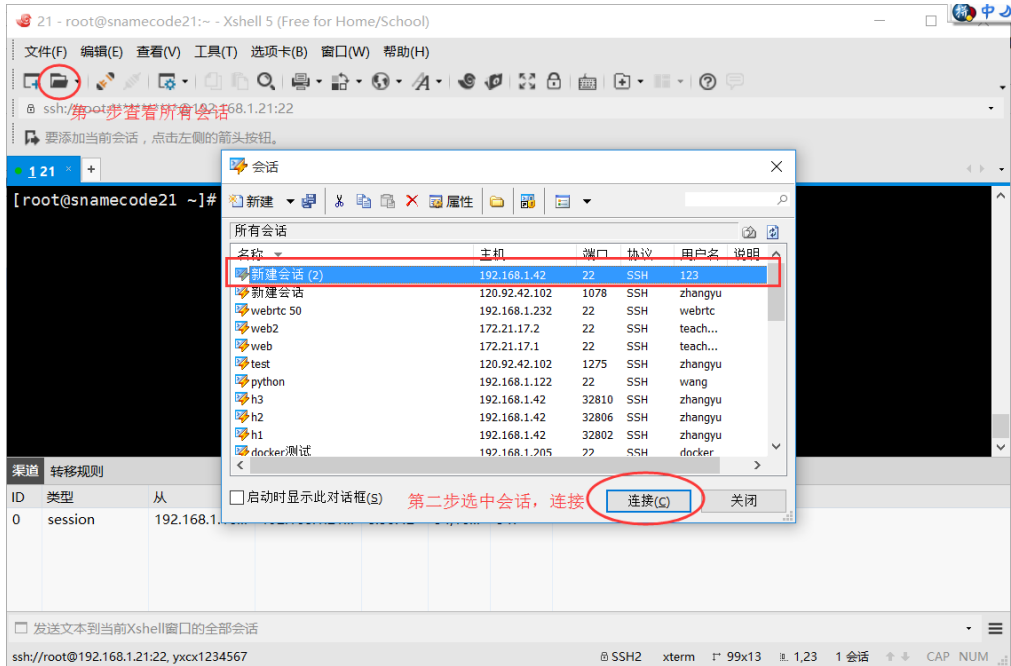 21 - root@snamecode21:~ - Xshell 5 (Free for Home/School)
中
文件(F) 编辑(E) 查看(V) 工具(T) 选项卡(B) 窗口(W) 帮助(H)
ssh://root:*********@192.168.1.21:22
第一步查看所有会话
要添加当前会话，点击左侧的箭头按钮。
1 21 × +
[root@snamecode21 ~]#
会话
新建 属性
所有会话
名称 主机 端口 协议 用户名 说明
新建会话 (2) 192.168.1.42 22 SSH 123
新建会话 120.92.42.102 1078 SSH zhangyu
webrtc 50 192.168.1.232 22 SSH webrtc
web2 172.21.17.2 22 SSH teach...
web 172.21.17.1 22 SSH teach...
test 120.92.42.102 1275 SSH zhangyu
python 192.168.1.122 22 SSH wang
h3 192.168.1.42 32810 SSH zhangyu
h2 192.168.1.42 32806 SSH zhangyu
h1 192.168.1.42 32802 SSH zhangyu
docker测试 192.168.1.205 22 SSH docker
启动时显示此对话框(S) 第二步选中会话，连接 连接(C) 关闭
渠道 转移规则
ID 类型 从
0 session 192.168.1.
发送文本到当前Xshell窗口的全部会话
ssh://root@192.168.1.21:22, yxcx1234567 SSH2 xterm 99x13 1,23 1 会话 CAP NUM